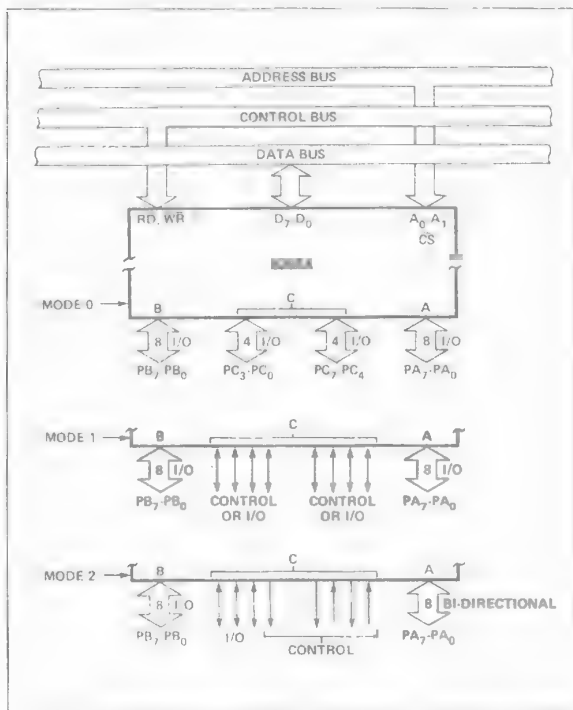 ADDRESS BUS
CONTROL BUS
DATA BUS
RD, WR D7-D0 A0 A1
CS
MODE 0 B C A
8 I/O 4 I/O 4 I/O 8 I/O
PB7 PB0 PC3-PC0 PC7 PC4 PA7-PA0
MODE 1 B C A
8 I/O 8 I/O
PB7-PB0 CONTROL OR I/O CONTROL OR I/O PA7-PA0
MODE 2 B C A
8 I/O 8 BI-DIRECTIONAL
PB7 PB0 I/O CONTROL PA7-PA0